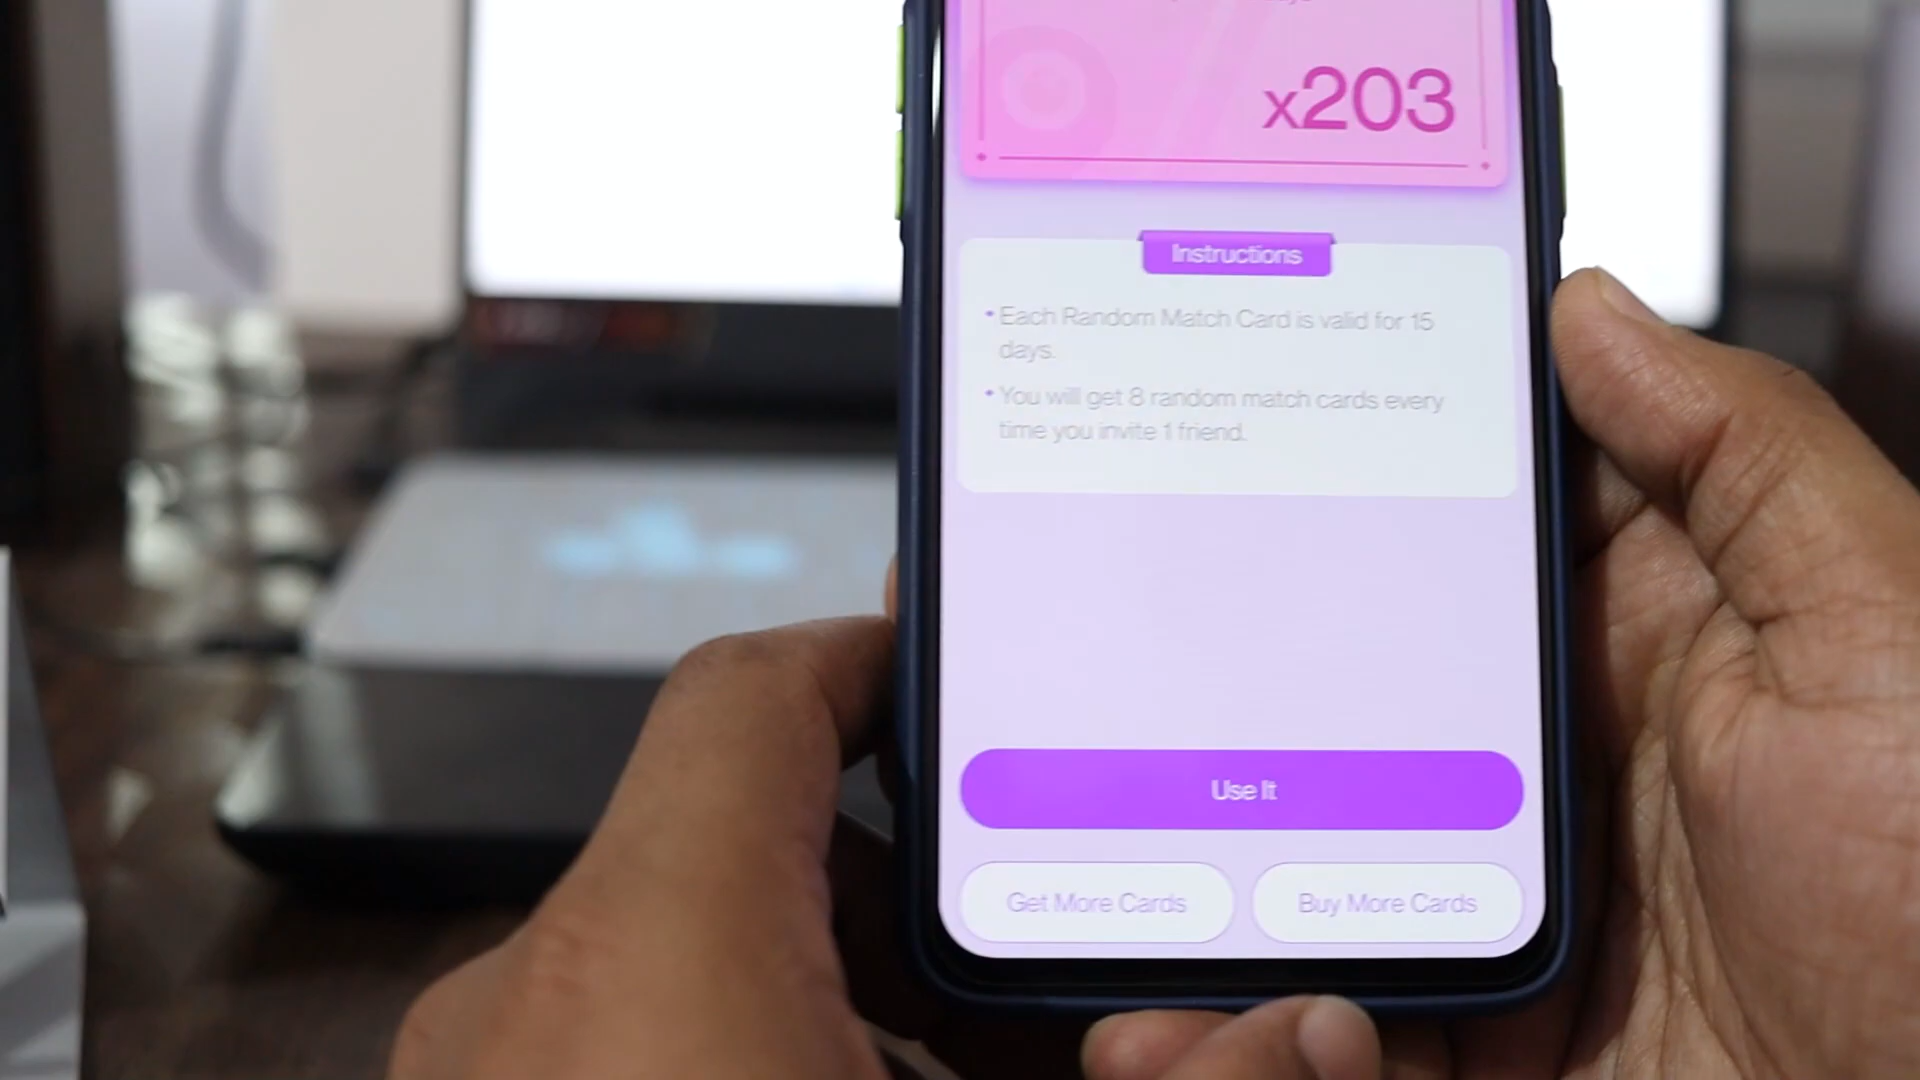 x203
Instructions
• Each Random Match Card is valid for 15
days.
• You will get 8 random match cards every
time you invite 1 friend.
Use It
Get More Cards
Buy More Cards